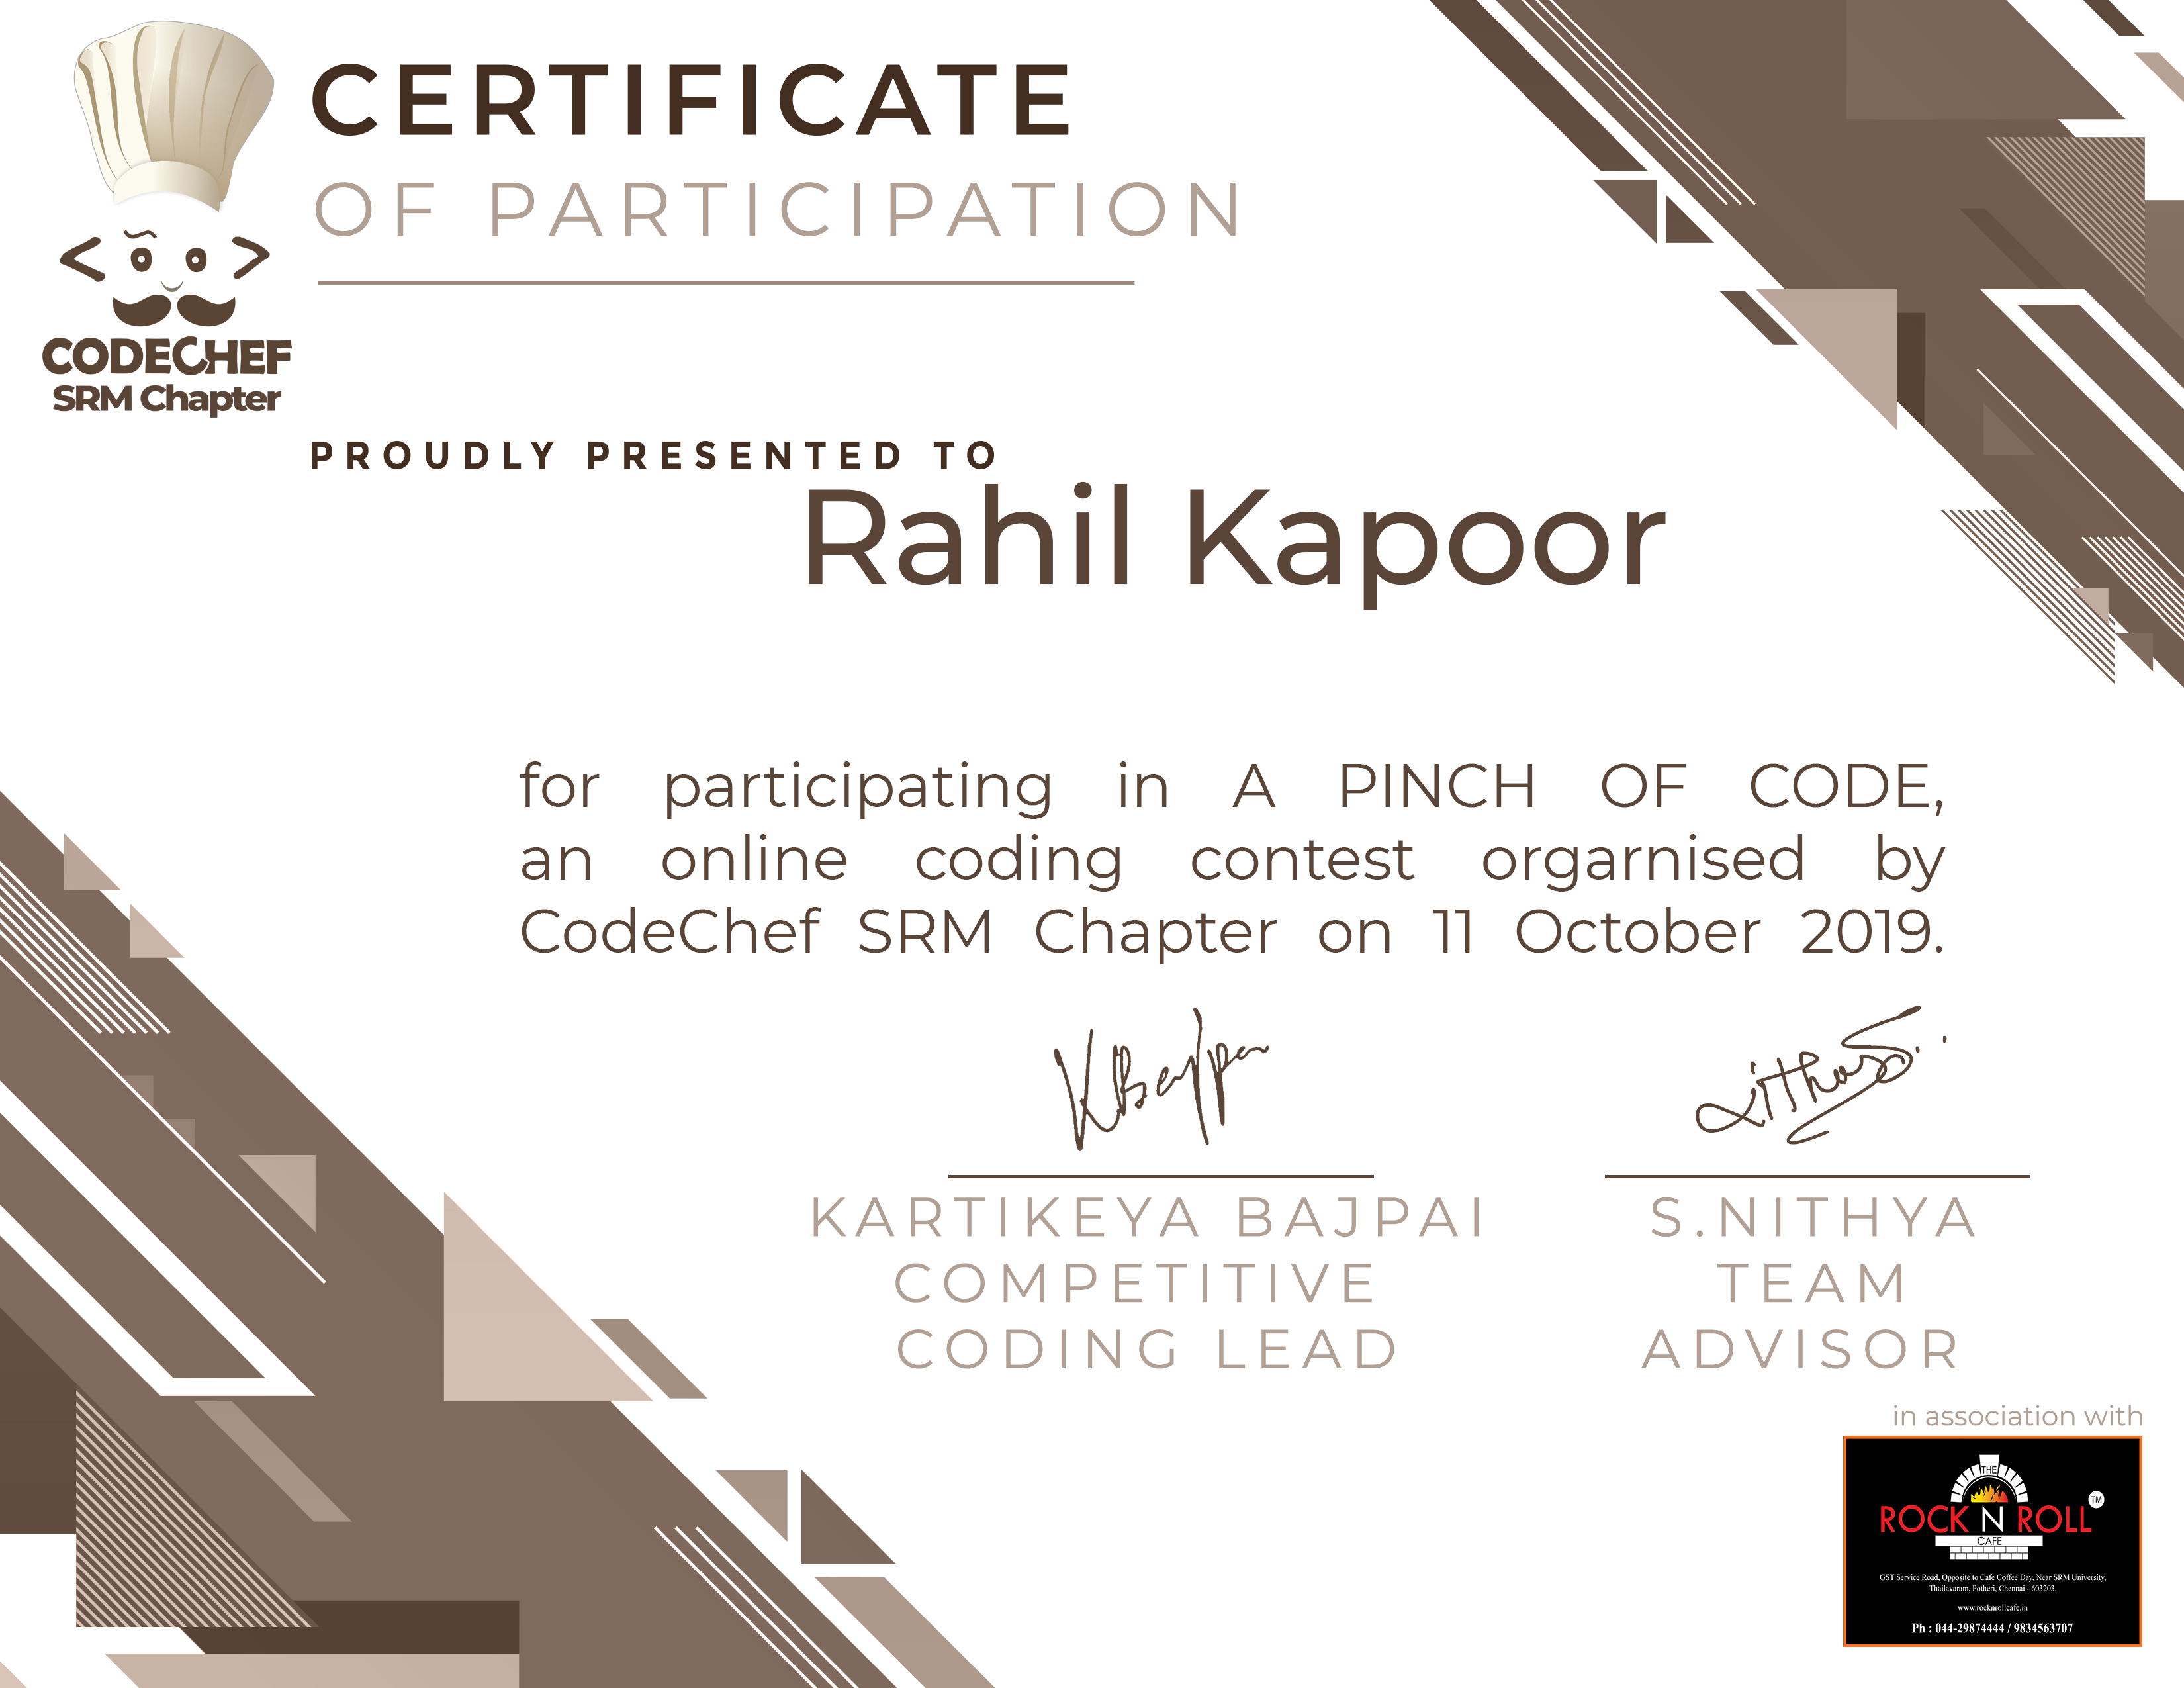 CERTIFICATE
OF PARTICIPATION
CODECHEF
SRM Chapter
PROUDLY PRESENTED TO
Rahil Kapoor
for participating in A PINCH OF CODE,
an online coding contest orgarnised by
CodeChef SRM Chapter on 11 October 2019.
KARTIKEYA BAJPAI
COMPETITIVE
CODING LEAD
S.NITHYA
TEAM
ADVISOR
in association with
THE
ROCK N ROLL
TM
CAFE
GST Service Road, Opposite to Cafe Coffee Day, Near SRM University,
Thailavaram, Potheri, Chennai - 603203.
www.rocknrollcafe.in
Ph : 044-29874444 / 9834563707